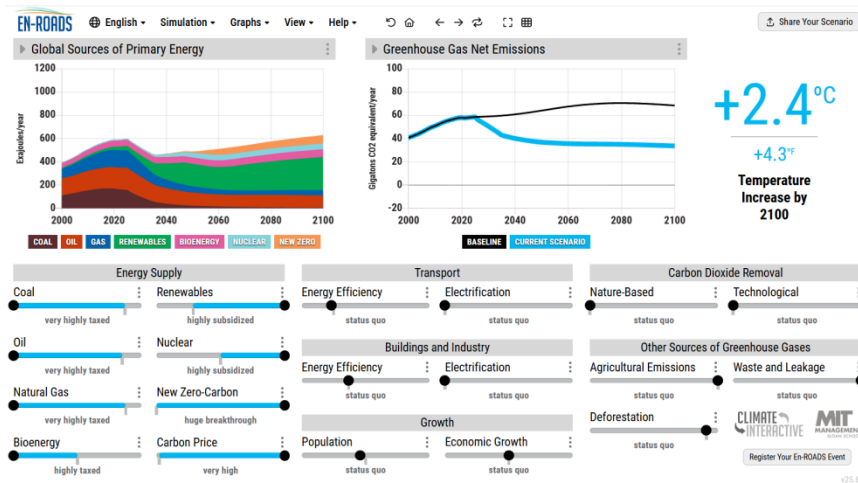 EN-ROADS
English
Simulation
Graphs
View
Help
Share Your Scenario
Global Sources of Primary Energy
Exajoules/year
1200
1000
800
600
400
200
0
2000
2020
2040
2060
2080
2100
COAL
OIL
GAS
RENEWABLES
BIOENERGY
NUCLEAR
NEW ZERO
Greenhouse Gas Net Emissions
Gigatons CO2 equivalent/year
100
80
60
40
20
0
-20
2000
2020
2040
2060
2080
2100
BASELINE
CURRENT SCENARIO
+2.4°C
+4.3°F
Temperature
Increase by
2100
Energy Supply
Coal
very highly taxed
Renewables
highly subsidized
Oil
very highly taxed
Nuclear
highly subsidized
Natural Gas
very highly taxed
New Zero-Carbon
huge breakthrough
Bioenergy
highly taxed
Carbon Price
very high
Transport
Energy Efficiency
status quo
Electrification
status quo
Buildings and Industry
Energy Efficiency
status quo
Electrification
status quo
Growth
Population
status quo
Economic Growth
status quo
Carbon Dioxide Removal
Nature-Based
status quo
Technological
status quo
Other Sources of Greenhouse Gases
Agricultural Emissions
status quo
Waste and Leakage
status quo
Deforestation
status quo
CLIMATE
INTERACTIVE
MIT
MANAGEMENT
Register Your En-ROADS Event